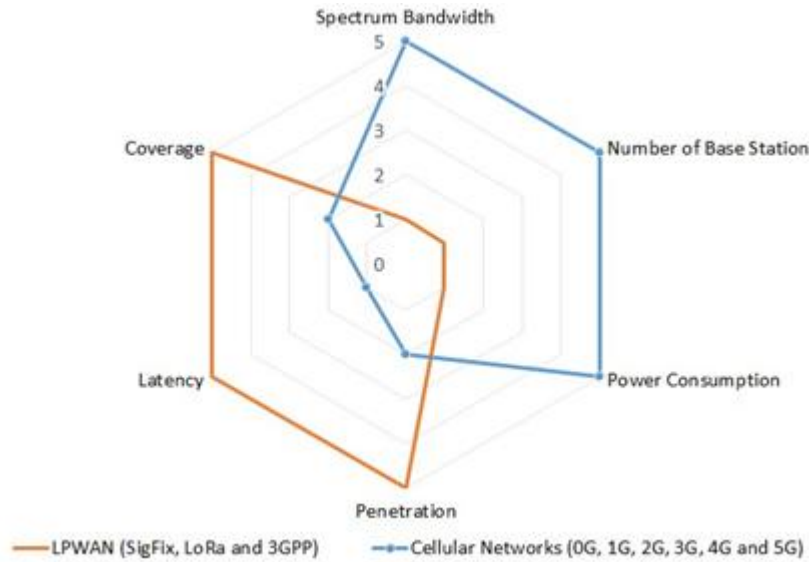 Spectrum Bandwidth
5
4
3
2
1
0
Coverage
Number of Base Station
Latency
Power Consumption
Penetration
LPWAN (SigFix, LoRa and 3GPP)
Cellular Networks (0G, 1G, 2G, 3G, 4G and 5G)